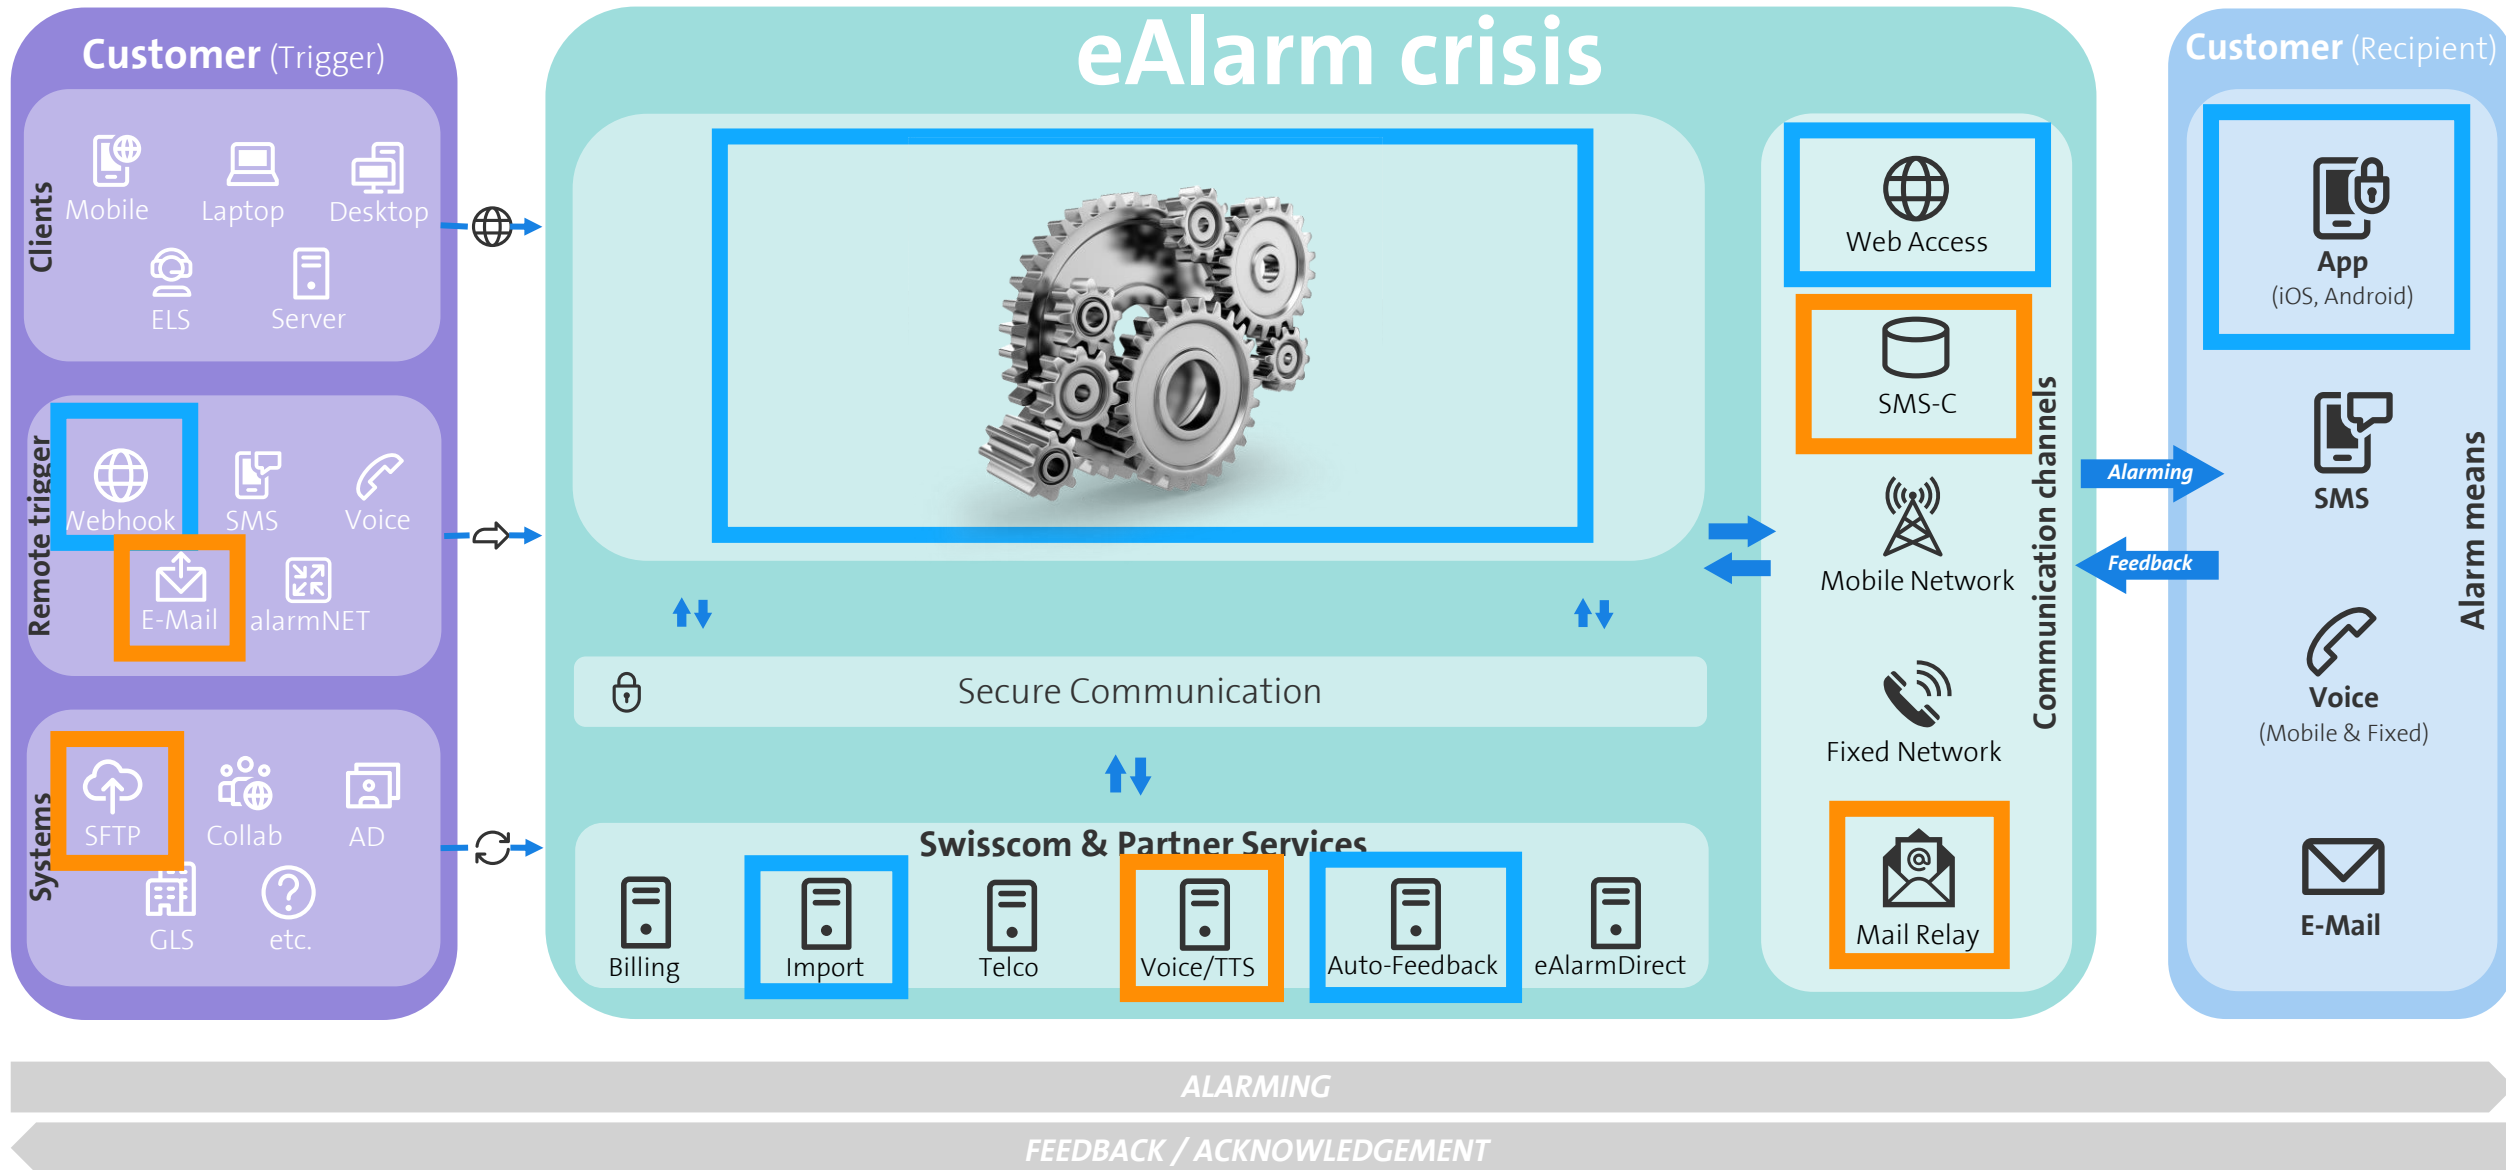 Customer (Trigger)
Clients
Mobile
Laptop
Desktop
ELS
Server
Remote trigger
Webhook
SMS
Voice
E-Mail
alarmNET
Systems
SFTP
Collab
AD
GLS
etc.
eAlarm crisis
Secure Communication
Swisscom & Partner Services
Billing
Import
Telco
Voice/TTS
Auto-Feedback
eAlarmDirect
Communication channels
Web Access
SMS-C
Mobile Network
Fixed Network
@
Mail Relay
Alarming
Feedback
Customer (Recipient)
Alarm means
App
(iOS, Android)
SMS
Voice
(Mobile & Fixed)
E-Mail
?
ALARMING
FEEDBACK / ACKNOWLEDGEMENT